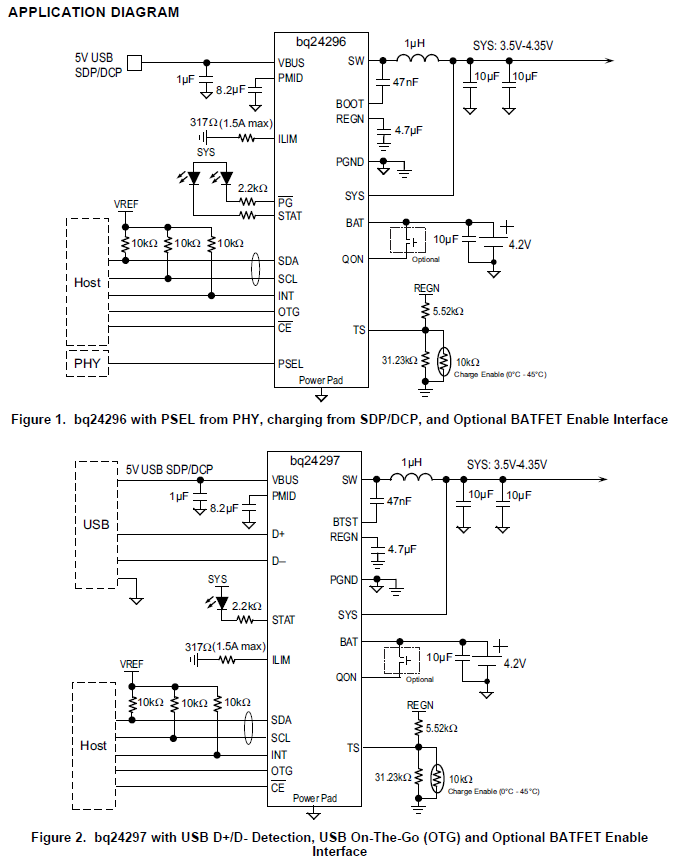 APPLICATION DIAGRAM
bq24296
5V USB
SDP/DCP
1µF
8.2µF
VBUS
PMID
317Ω (1.5A max)
ILIM
SYS
2.2kΩ
PG
STAT
VREF
10kΩ 10kΩ 10kΩ
Host
SDA
SCL
INT
OTG
CE
PHY
PSEL
Power Pad
SW
1µH
SYS: 3.5V-4.35V
47nF
10µF 10µF
BOOT
REGN
4.7µF
PGND
SYS
BAT
10µF
4.2V
QON
Optional
REGN
5.52kΩ
TS
31.23kΩ
10kΩ
Charge Enable (0°C - 45°C)
Figure 1. bq24296 with PSEL from PHY, charging from SDP/DCP, and Optional BATFET Enable Interface
bq24297
5V USB SDP/DCP
USB
1µF
8.2µF
VBUS
PMID
D+
D–
SYS
2.2kΩ
STAT
317Ω (1.5A max)
ILIM
VREF
10kΩ 10kΩ 10kΩ
Host
SDA
SCL
INT
OTG
CE
Power Pad
SW
1µH
SYS: 3.5V-4.35V
47nF
10µF 10µF
BTST
REGN
4.7µF
PGND
SYS
BAT
10µF
4.2V
QON
Optional
REGN
5.52kΩ
TS
31.23kΩ
10kΩ
Charge Enable (0°C - 45°C)
Figure 2. bq24297 with USB D+/D- Detection, USB On-The-Go (OTG) and Optional BATFET Enable
Interface